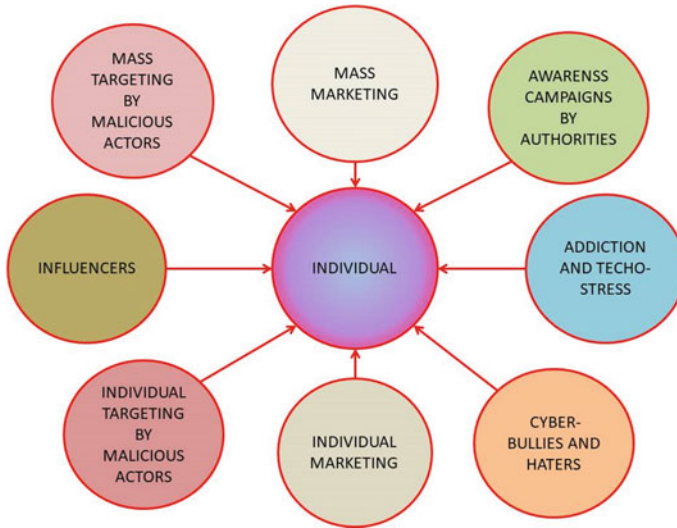 MASS
TARGETING
BY
MALICIOUS
ACTORS
MASS
MARKETING
AWARENSS
CAMPAIGNS
BY
AUTHORITIES
INFLUENCERS
INDIVIDUAL
ADDICTION
AND TECHO-
STRESS
INDIVIDUAL
TARGETING
BY
MALICIOUS
ACTORS
INDIVIDUAL
MARKETING
CYBER-
BULLIES AND
HATERS